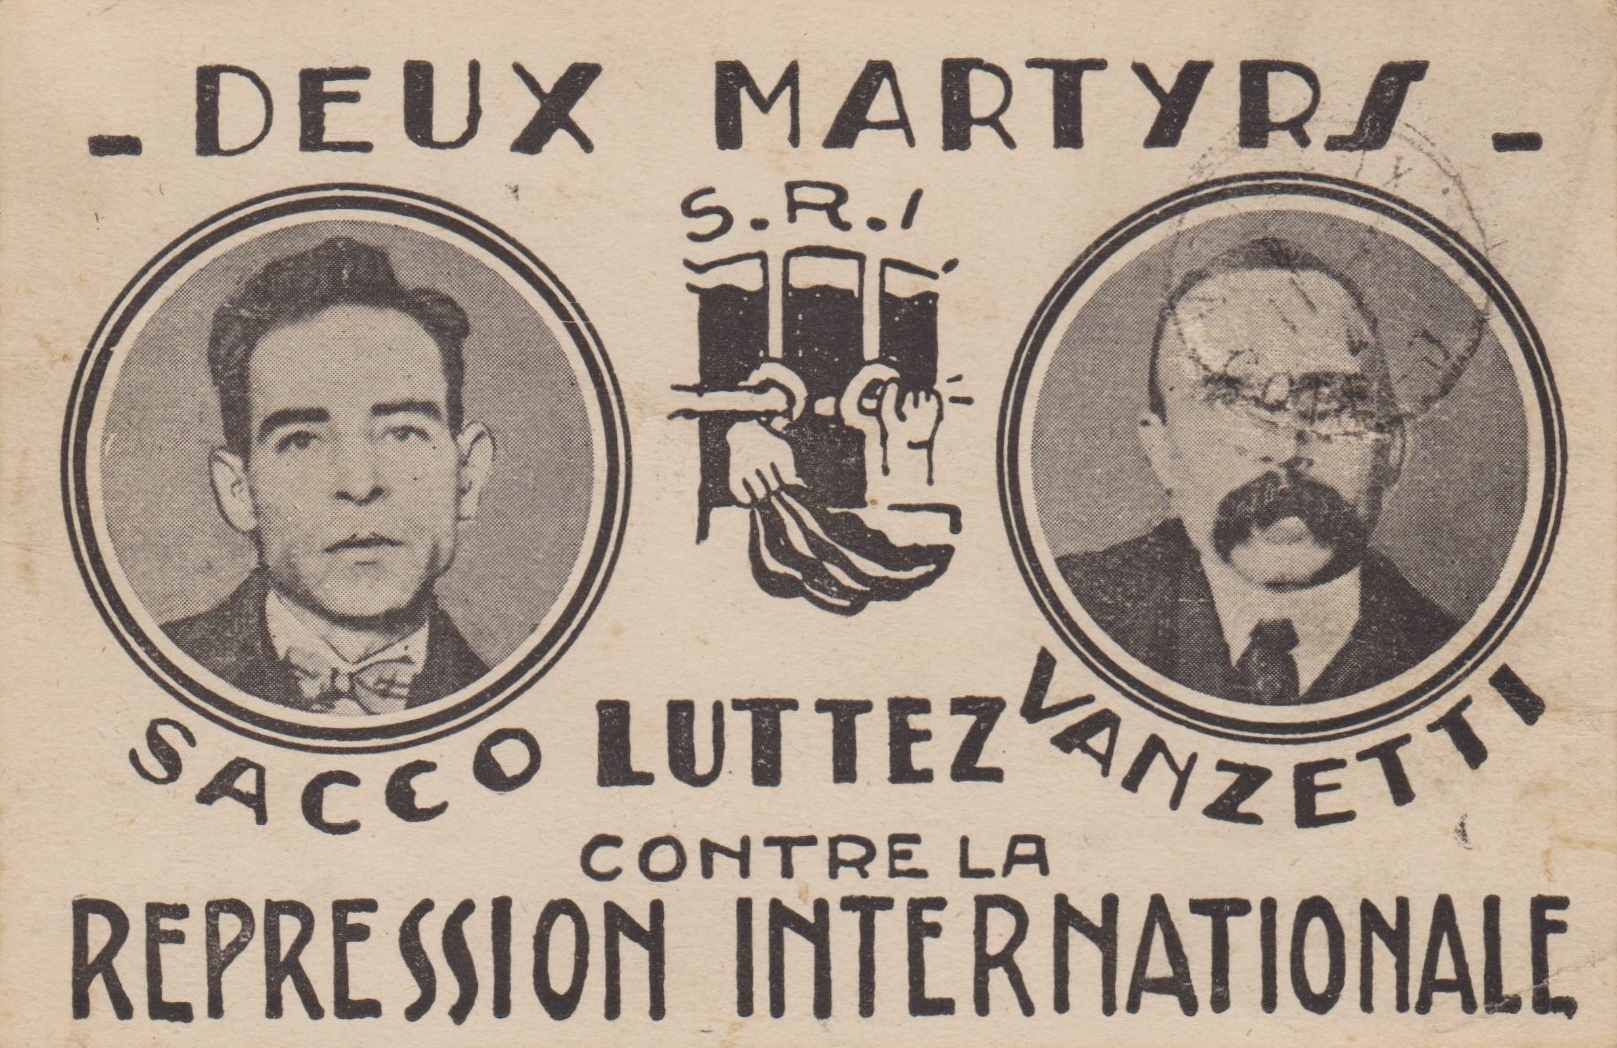 - DEUX MARTYRS -
S.R.I
SACCO
LUTTEZ
VANZETTI
CONTRE LA
REPRESSION INTERNATIONALE